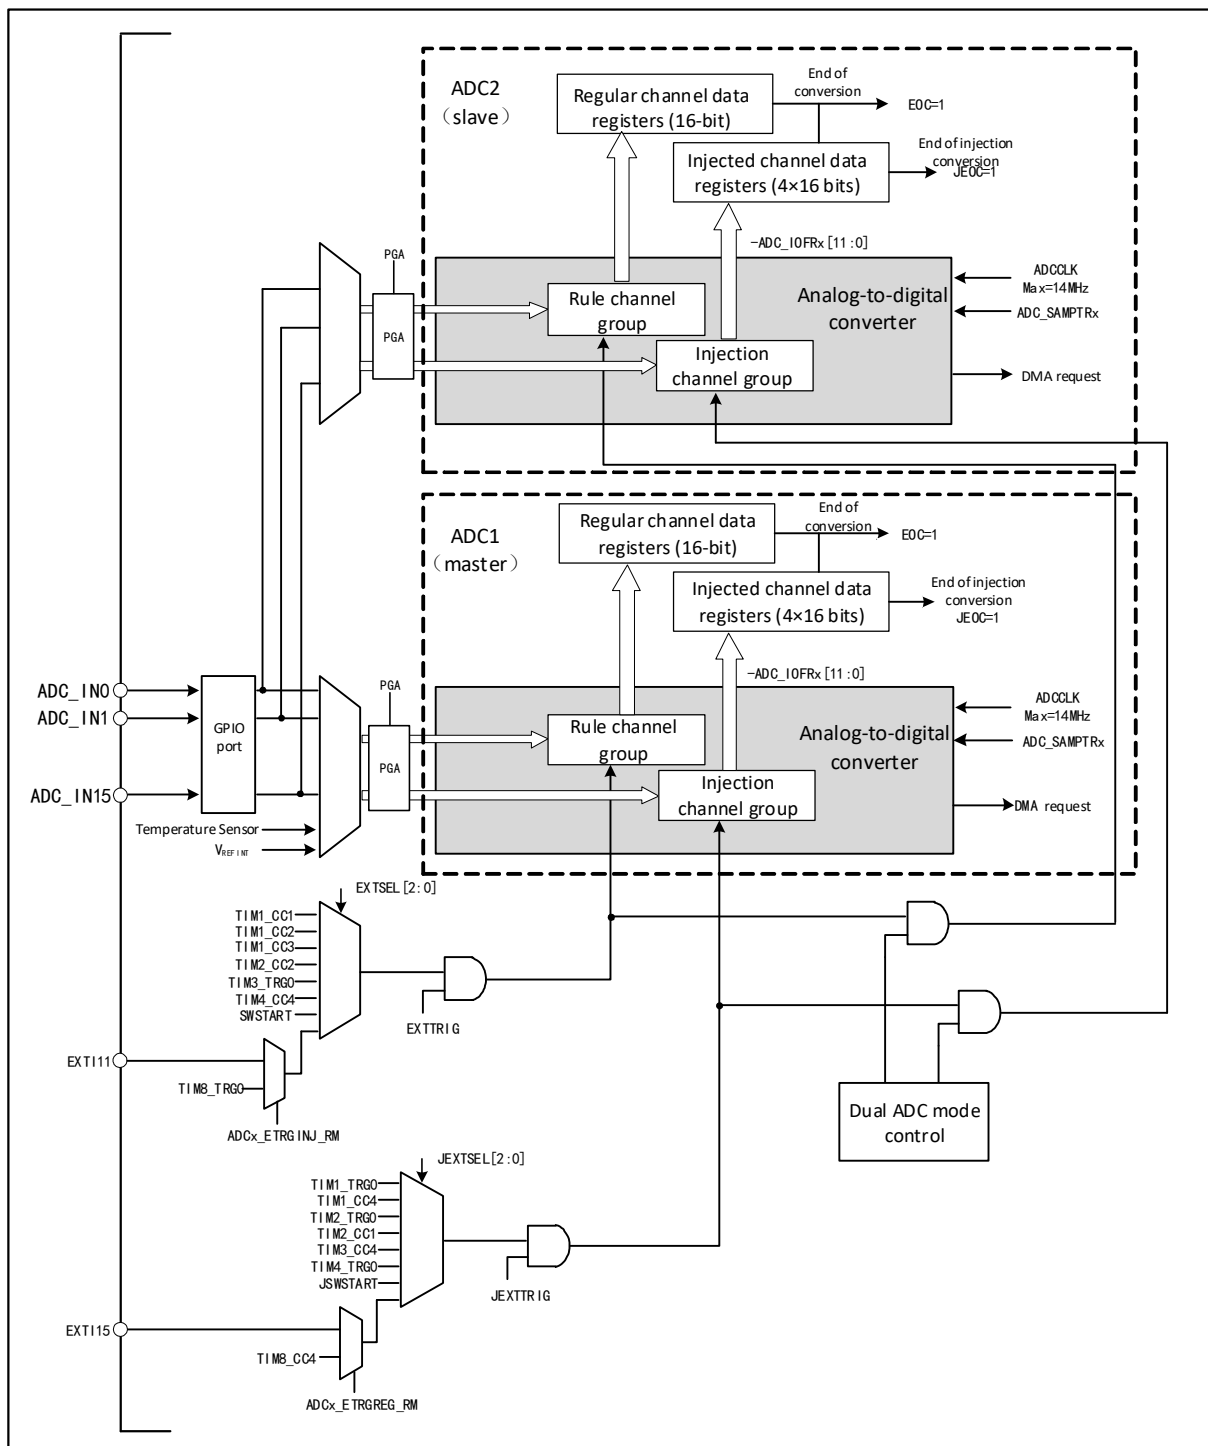 ADC2
（slave）
Regular channel data
registers (16-bit)
End of
conversion
EOC=1
Injected channel data
registers (4×16 bits)
End of injection
conversion
JEOC=1
-ADC_IOFRx[11:0]
PGA
PGA
Rule channel
group
Injection
channel group
Analog-to-digital
converter
ADCCLK
Max=14MHz
ADC_SAMPTRx
DMA request
ADC1
（master）
Regular channel data
registers (16-bit)
End of
conversion
EOC=1
Injected channel data
registers (4×16 bits)
End of injection
conversion
JEOC=1
-ADC_IOFRx[11:0]
ADC_IN0
ADC_IN1
ADC_IN15
GPIO
port
PGA
PGA
Rule channel
group
Injection
channel group
Analog-to-digital
converter
ADCCLK
Max=14MHz
ADC_SAMPTRx
DMA request
Temperature Sensor
VREFINT
EXTSEL[2:0]
TIM1_CC1
TIM1_CC2
TIM1_CC3
TIM2_CC2
TIM3_TRGO
TIM4_CC4
SWSTART
EXTTRIG
EXTI11
TIM8_TRGO
ADCx_ETRGINJ_RM
Dual ADC mode
control
JEXTSEL[2:0]
TIM1_TRGO
TIM1_CC4
TIM2_TRGO
TIM2_CC1
TIM3_CC4
TIM4_TRGO
JSWSTART
JEXTTRIG
EXTI15
TIM8_CC4
ADCx_ETRGREG_RM